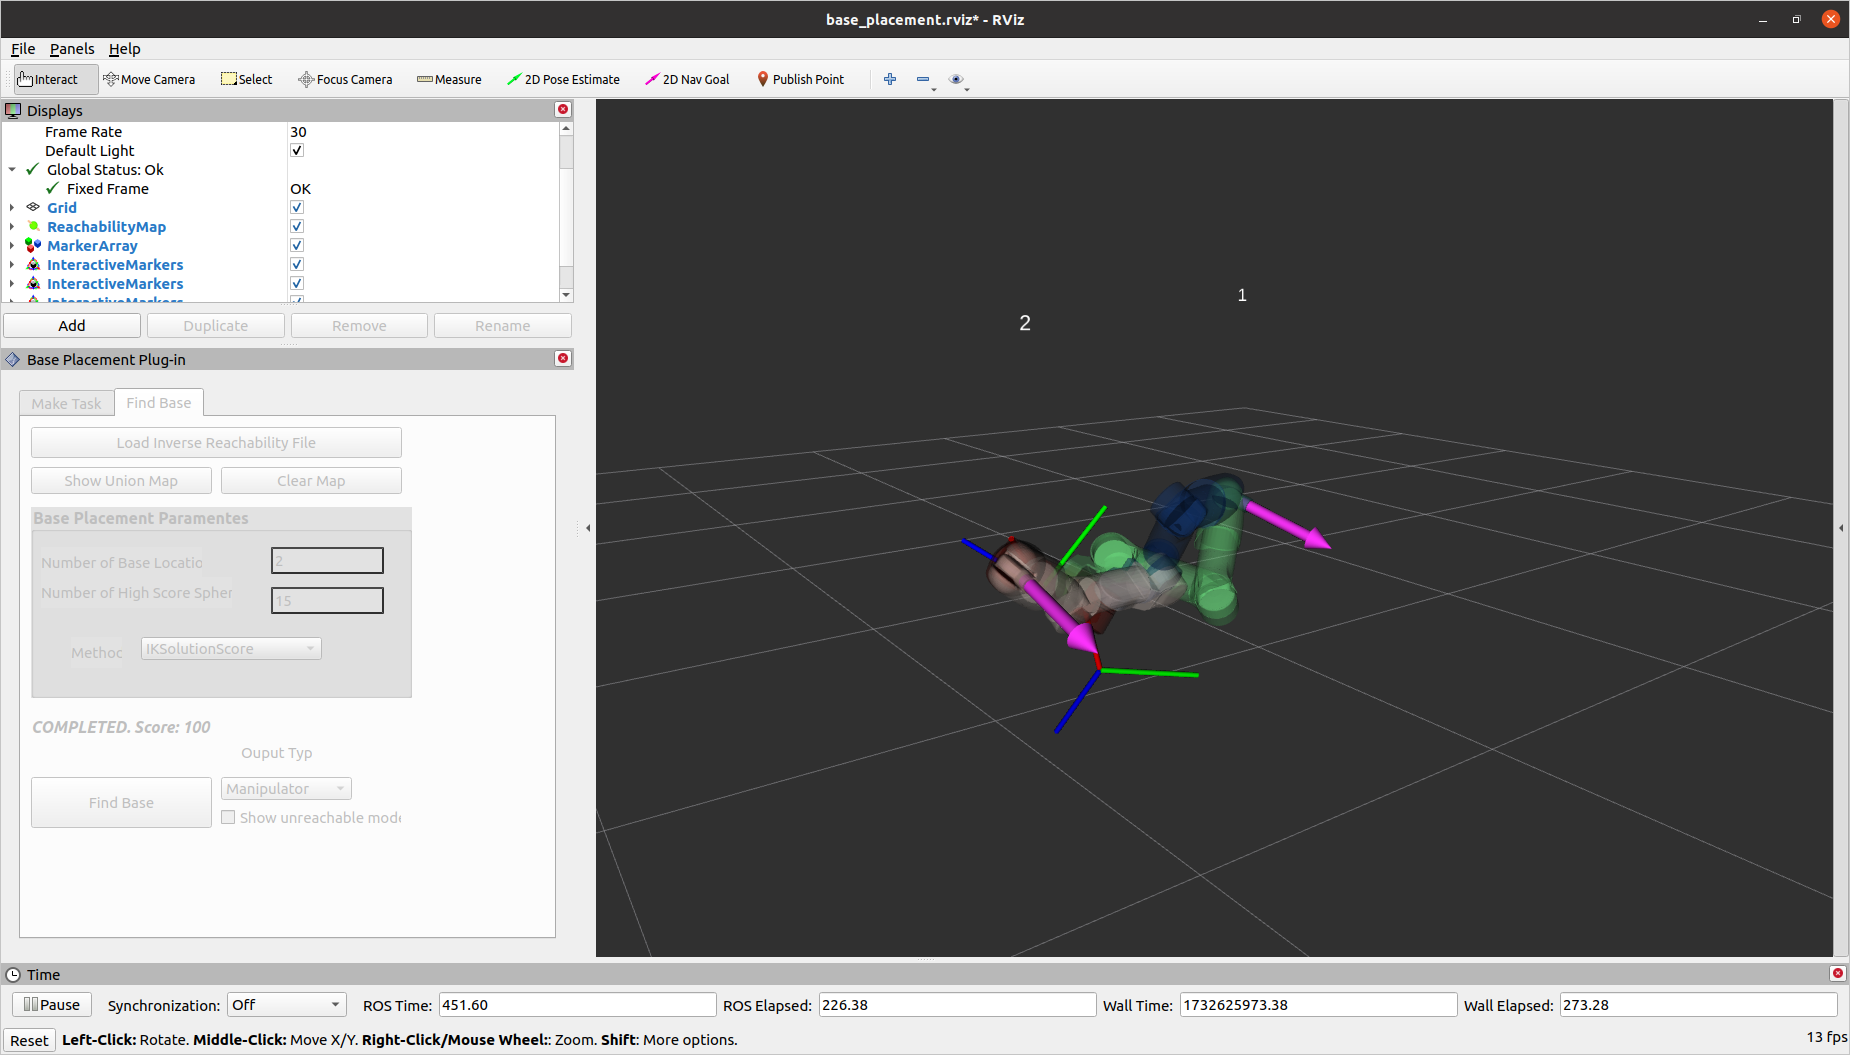 base_placement.rviz* - RViz
File Panels Help
Interact Move Camera Select Focus Camera Measure 2D Pose Estimate 2D Nav Goal Publish Point
Displays
Frame Rate 30
Default Light
Global Status: Ok
Fixed Frame OK
Grid
ReachabilityMap
MarkerArray
InteractiveMarkers
InteractiveMarkers
InteractiveMarkers
Add Duplicate Remove Rename
Base Placement Plug-in
Make Task Find Base
Load Inverse Reachability File
Show Union Map Clear Map
Base Placement Paramentes
Number of Base Locatio 2
Number of High Score Spher 15
Methoc IKSolutionScore
COMPLETED. Score: 100
Ouput Typ
Find Base Manipulator
Show unreachable mode
1
2
Time
Pause Synchronization: Off ROS Time: 451.60 ROS Elapsed: 226.38 Wall Time: 1732625973.38 Wall Elapsed: 273.28
Reset Left-Click: Rotate. Middle-Click: Move X/Y. Right-Click/Mouse Wheel:: Zoom. Shift: More options. 13 fps